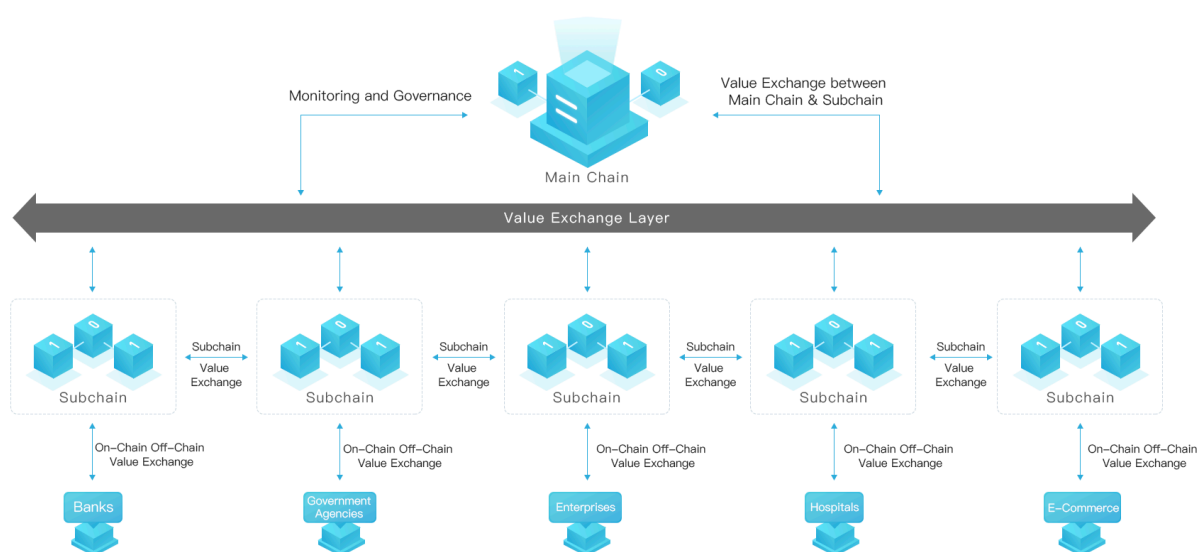 1
0
Monitoring and Governance
Value Exchange between
Main Chain & Subchain
Main Chain
Value Exchange Layer
1
0
1
Subchain
Subchain
Value
Exchange
1
0
1
Subchain
Subchain
Value
Exchange
1
0
1
Subchain
Subchain
Value
Exchange
1
0
1
Subchain
Subchain
Value
Exchange
1
0
1
Subchain
On-Chain Off-Chain
Value Exchange
On-Chain Off-Chain
Value Exchange
On-Chain Off-Chain
Value Exchange
On-Chain Off-Chain
Value Exchange
On-Chain Off-Chain
Value Exchange
Banks
Government
Agencies
Enterprises
Hospitals
E-Commerce